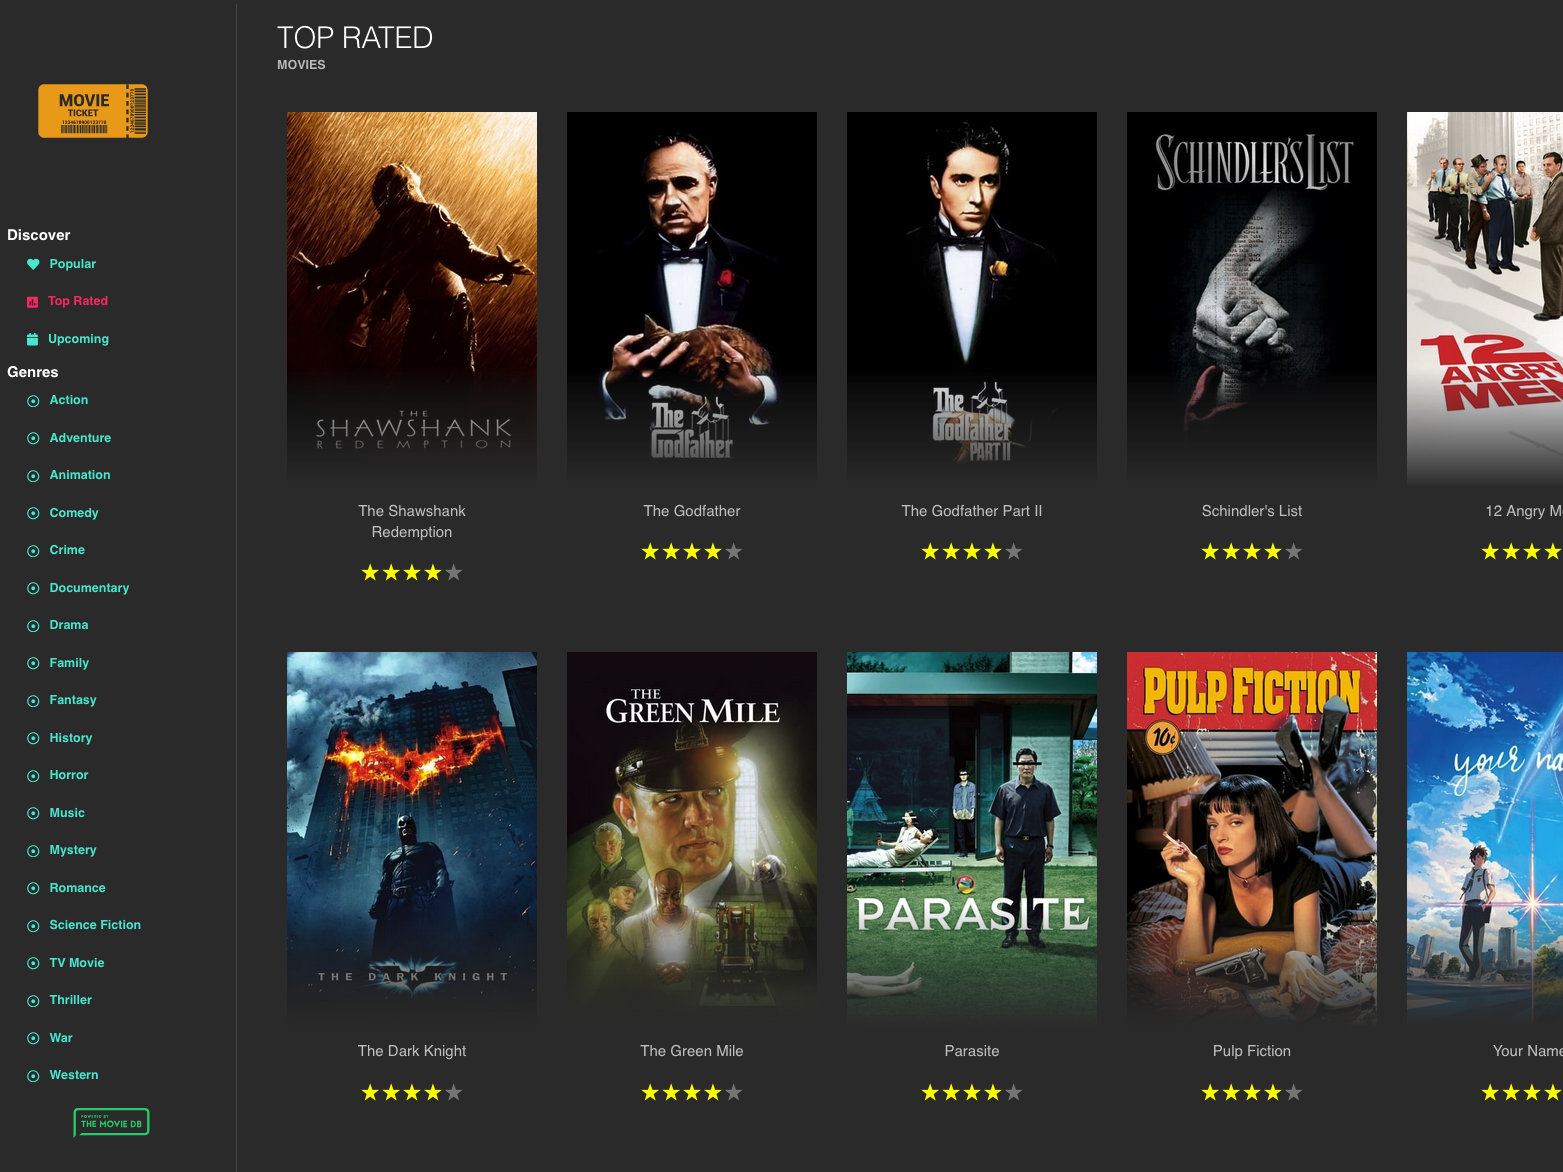 TOP RATED
MOVIES
MOVIE
TICKET
Discover
Popular
Top Rated
Upcoming
Genres
Action
Adventure
Animation
Comedy
Crime
Documentary
Drama
Family
Fantasy
History
Horror
Music
Mystery
Romance
Science Fiction
TV Movie
Thriller
War
Western
POWERED BY
THE MOVIE DB
THE
SHAWSHANK
REDEMPTION
The
Godfather
The
Godfather
PART II
SCHINDLER'S LIST
12
ANGRY
MEN
The Shawshank
Redemption
The Godfather
The Godfather Part II
Schindler's List
12 Angry M
THE DARK KNIGHT
THE
GREEN MILE
PARASITE
PULP FICTION
10¢
your na
The Dark Knight
The Green Mile
Parasite
Pulp Fiction
Your Name